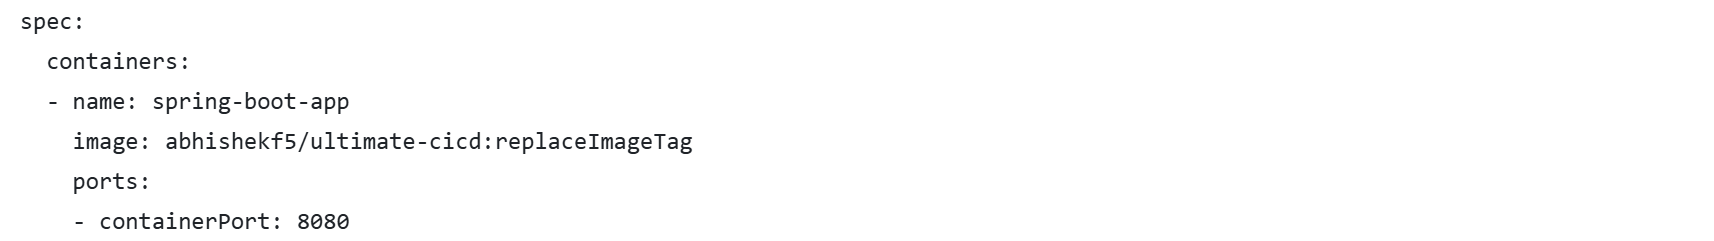 spec:
  containers:
  - name: spring-boot-app
    image: abhishekf5/ultimate-cicd:replaceImageTag
    ports:
    - containerPort: 8080